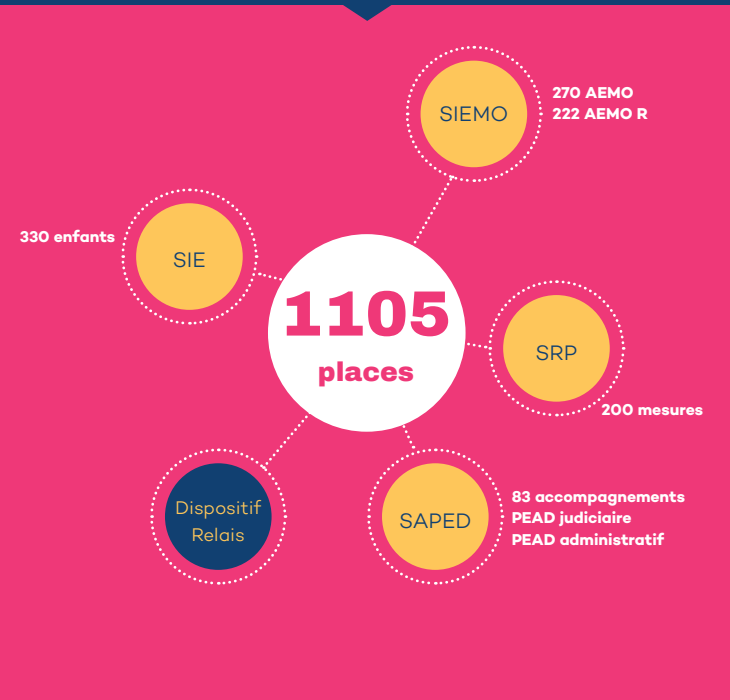 SIEMO
270 AEMO
222 AEMO R
330 enfants
SIE
1105
places
SRP
200 mesures
Dispositif
Relais
SAPED
83 accompagnements
PEAD judiciaire
PEAD administratif